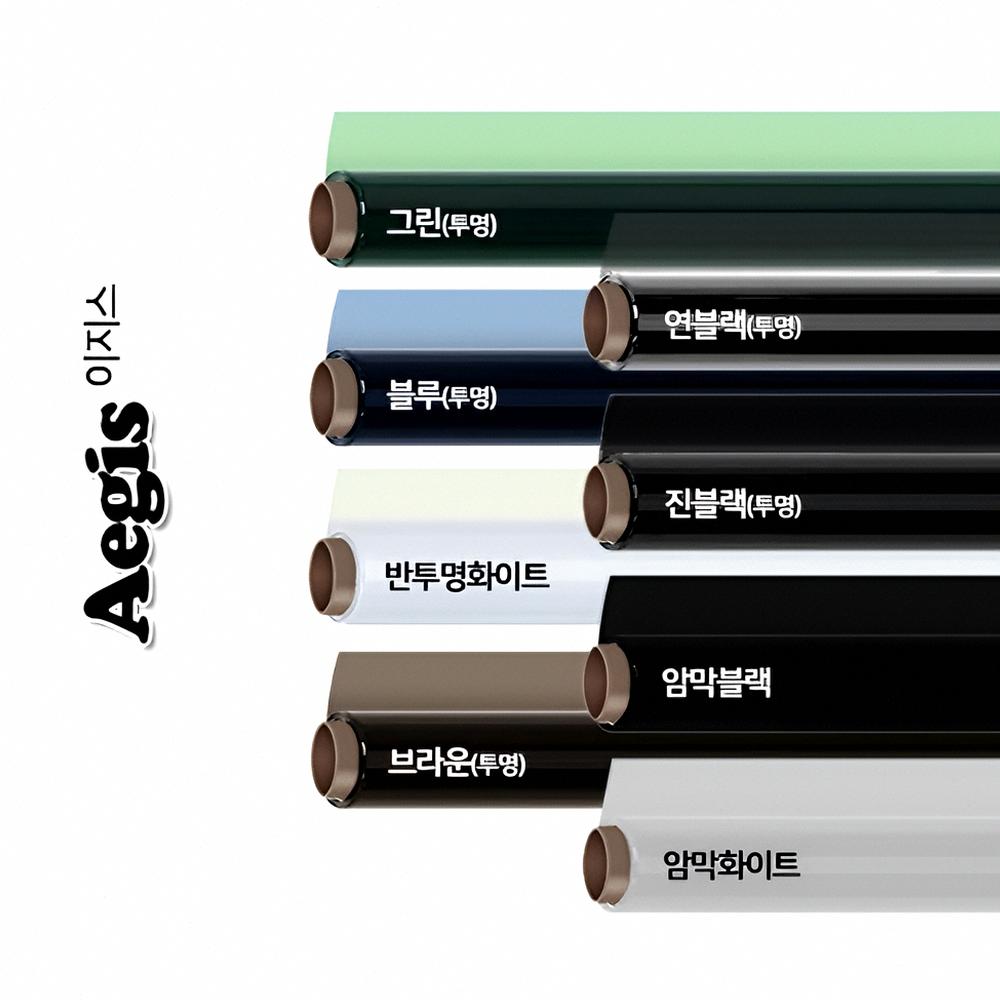 Aegis 이지스
그린(투명)
연블랙(투명)
블루(투명)
진블랙(투명)
반투명화이트
암막블랙
브라운(투명)
암막화이트